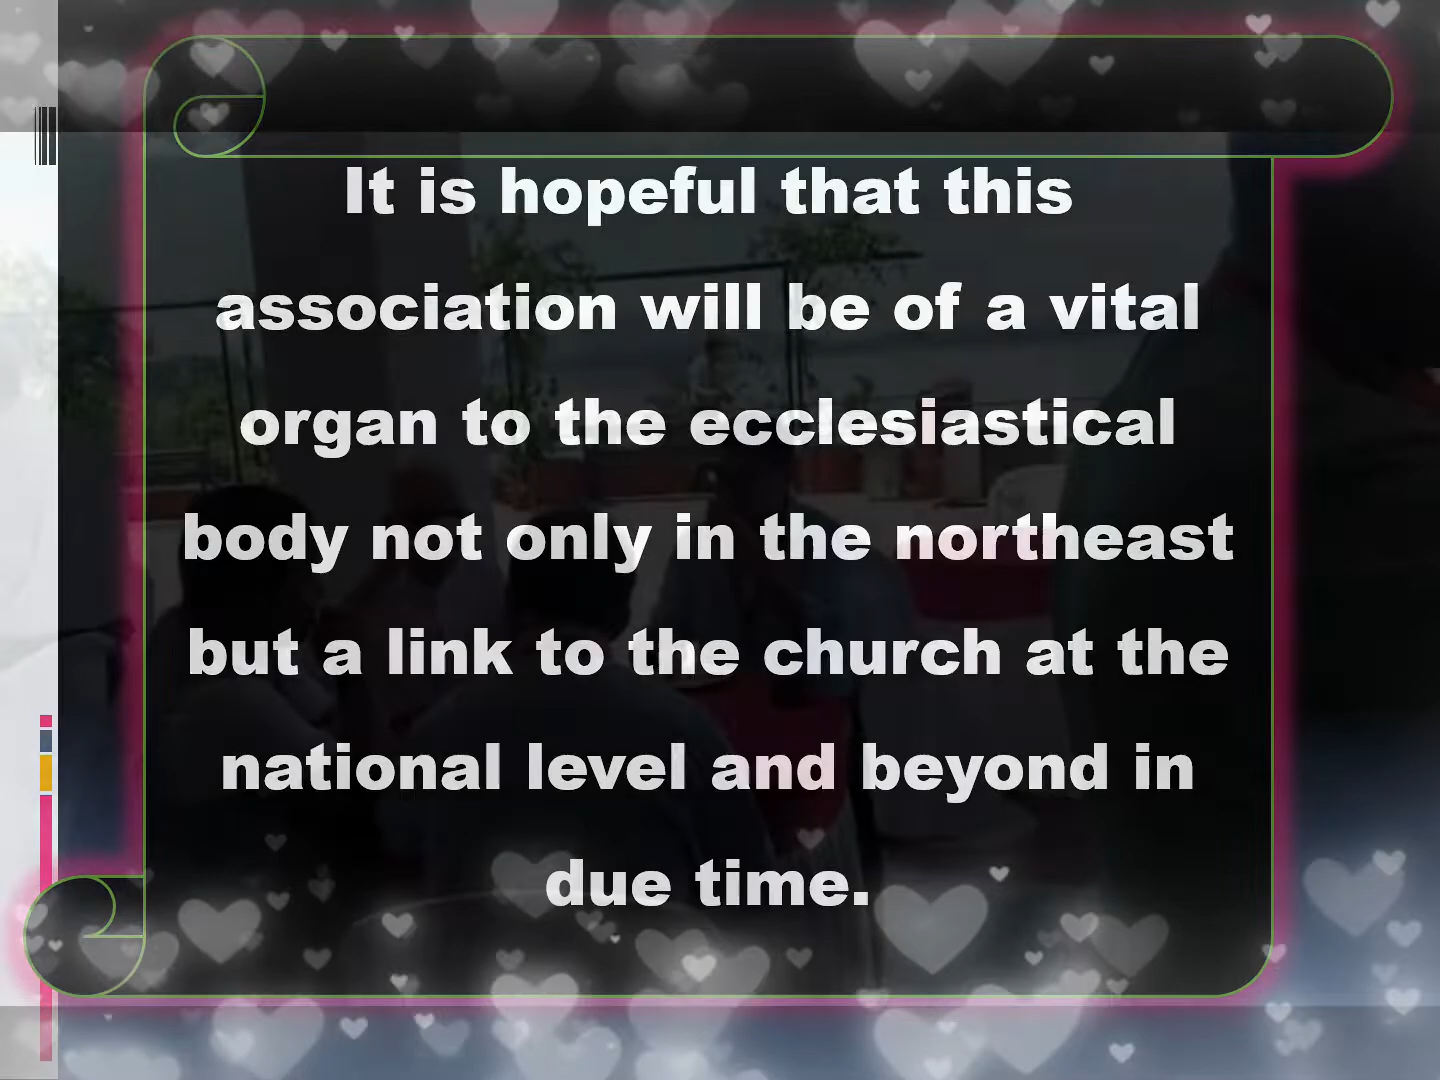 It is hopeful that this
association will be of a vital
organ to the ecclesiastical
body not only in the northeast
but a link to the church at the
national level and beyond in
due time.